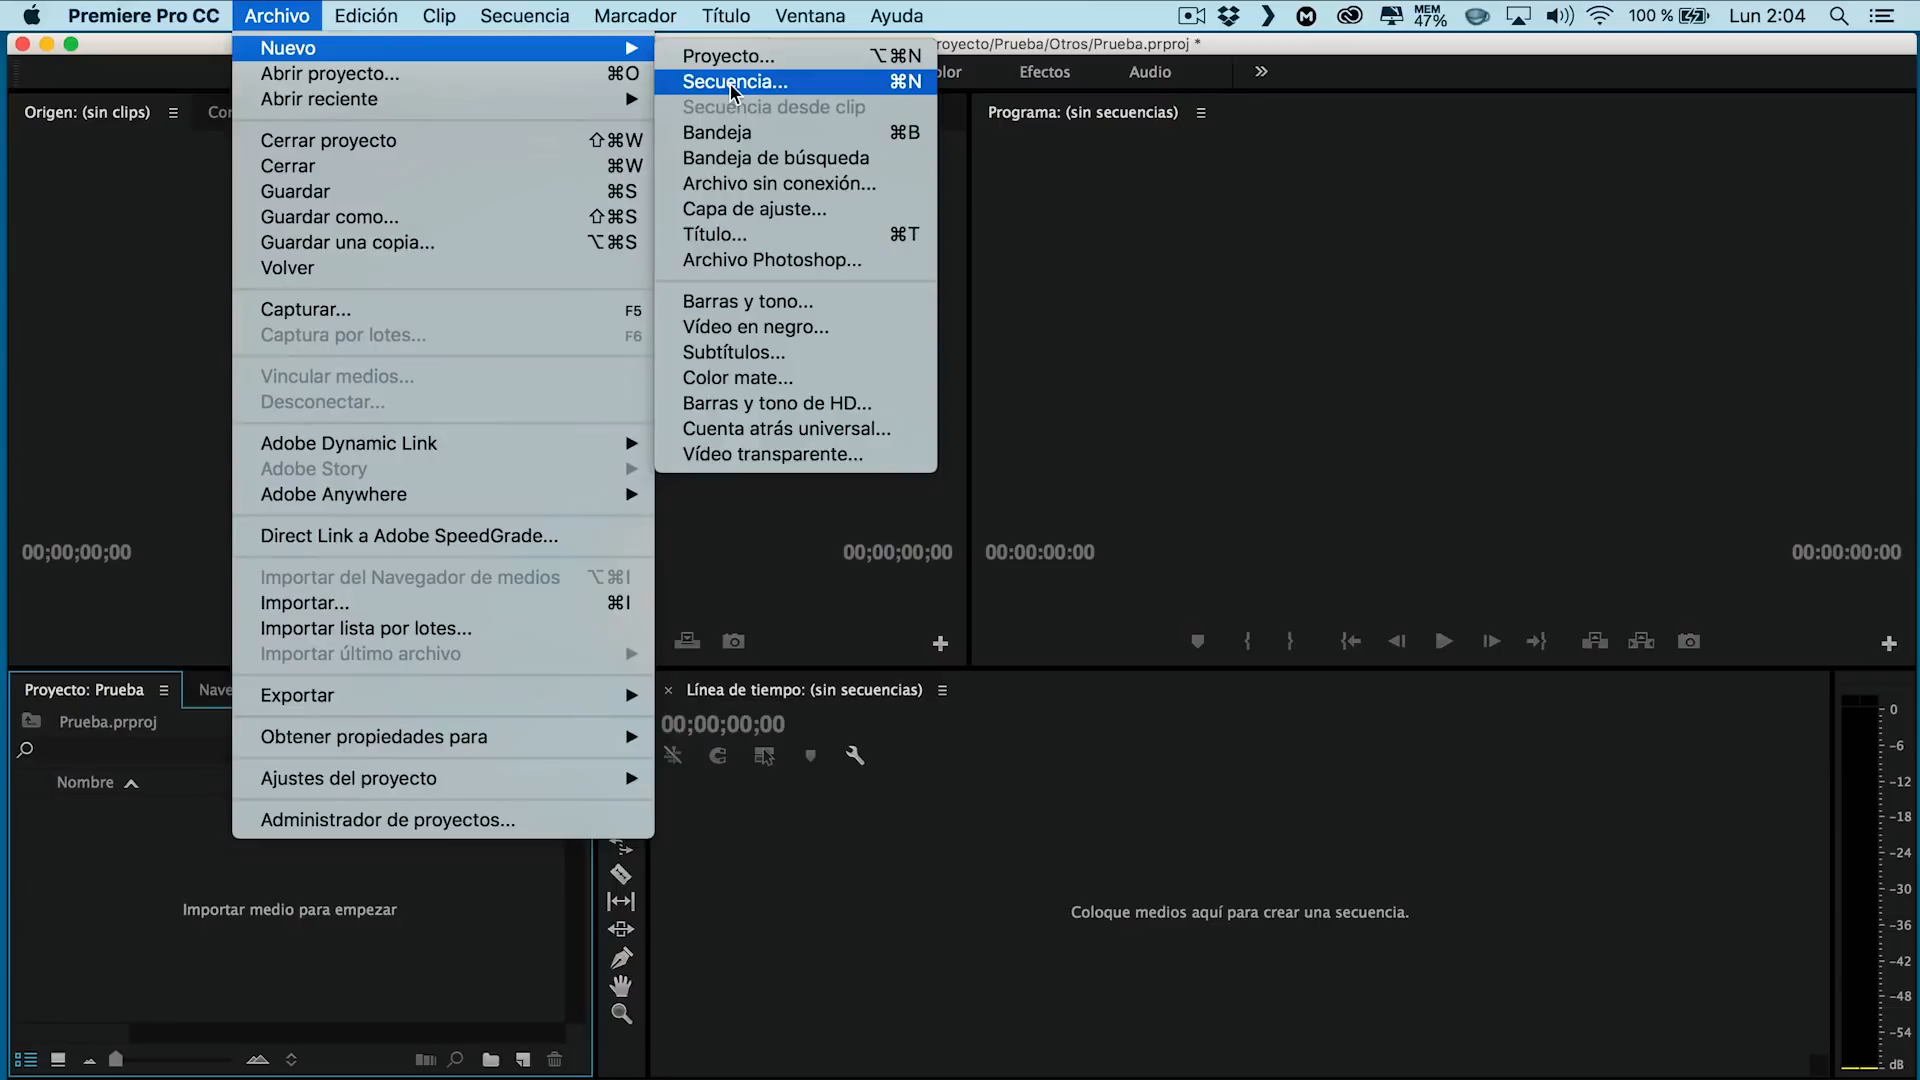 Premiere Pro CC Archivo Edición Clip Secuencia Marcador Título Ventana Ayuda MEM 47% 100 % Lun 2:04
royecto/Prueba/Otros/Prueba.prproj *
Efectos Audio
Origen: (sin clips)
Programa: (sin secuencias)
Nuevo
Abrir proyecto... ⌘O
Abrir reciente
Cerrar proyecto ⇧⌘W
Cerrar ⌘W
Guardar ⌘S
Guardar como... ⇧⌘S
Guardar una copia... ⌥⌘S
Volver
Capturar... F5
Captura por lotes... F6
Vincular medios...
Desconectar...
Adobe Dynamic Link
Adobe Story
Adobe Anywhere
Direct Link a Adobe SpeedGrade...
Importar del Navegador de medios ⌥⌘I
Importar... ⌘I
Importar lista por lotes...
Importar último archivo
Exportar
Obtener propiedades para
Ajustes del proyecto
Administrador de proyectos...
Proyecto... ⌥⌘N
Secuencia... ⌘N
Secuencia desde clip
Bandeja ⌘B
Bandeja de búsqueda
Archivo sin conexión...
Capa de ajuste...
Título... ⌘T
Archivo Photoshop...
Barras y tono...
Vídeo en negro...
Subtítulos...
Color mate...
Barras y tono de HD...
Cuenta atrás universal...
Vídeo transparente...
00;00;00;00 00;00;00;00 00:00:00:00 00:00:00:00
Proyecto: Prueba
Prueba.prproj
Nombre
Importar medio para empezar
Línea de tiempo: (sin secuencias)
00;00;00;00
Coloque medios aquí para crear una secuencia.
0
-6
-12
-18
-24
-30
-36
-42
-48
-54
dB